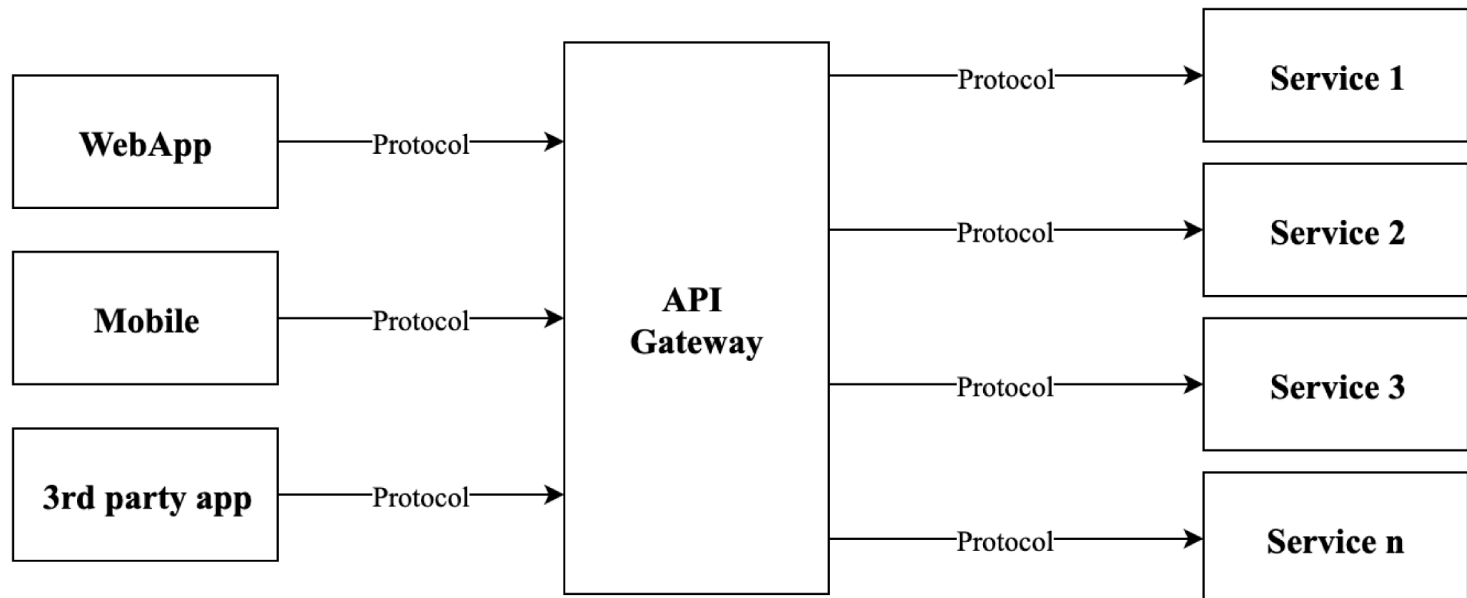 WebApp
Protocol
Mobile
Protocol
3rd party app
Protocol
API
Gateway
Protocol
Service 1
Protocol
Service 2
Protocol
Service 3
Protocol
Service n